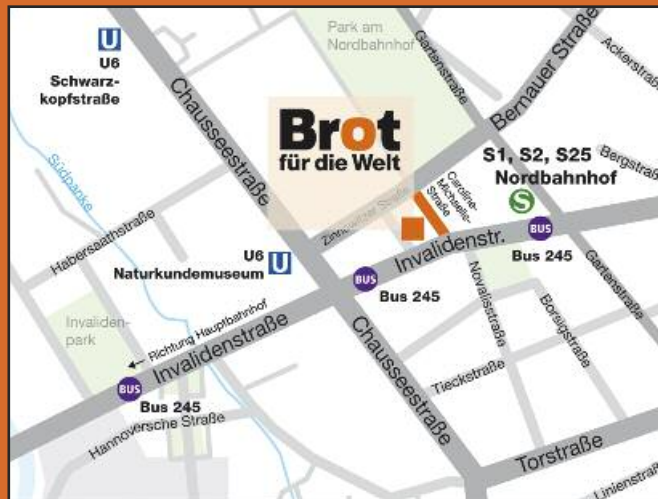 U
U6
Schwarz-
kopfstraße
Park am
Nordbahnhof
Gartenstraße
Ackerstraße
Bernauer Straße
Chausseestraße
Brot
für die Welt
S1, S2, S25
Nordbahnhof
S
Bergstraße
Südpanke
Habersaathstraße
Zinnowitzer Straße
Caroline-
Michaelis-
Straße
U6
Naturkundemuseum
U
Invalidenstr.
BUS
Bus 245
BUS
Bus 245
Gartenstraße
Novalisstraße
Borsigstraße
Invaliden-
park
← Richtung Hauptbahnhof
Invalidenstraße
Chausseestraße
Tieckstraße
BUS
Bus 245
Hannoversche Straße
Torstraße
Linienstraße